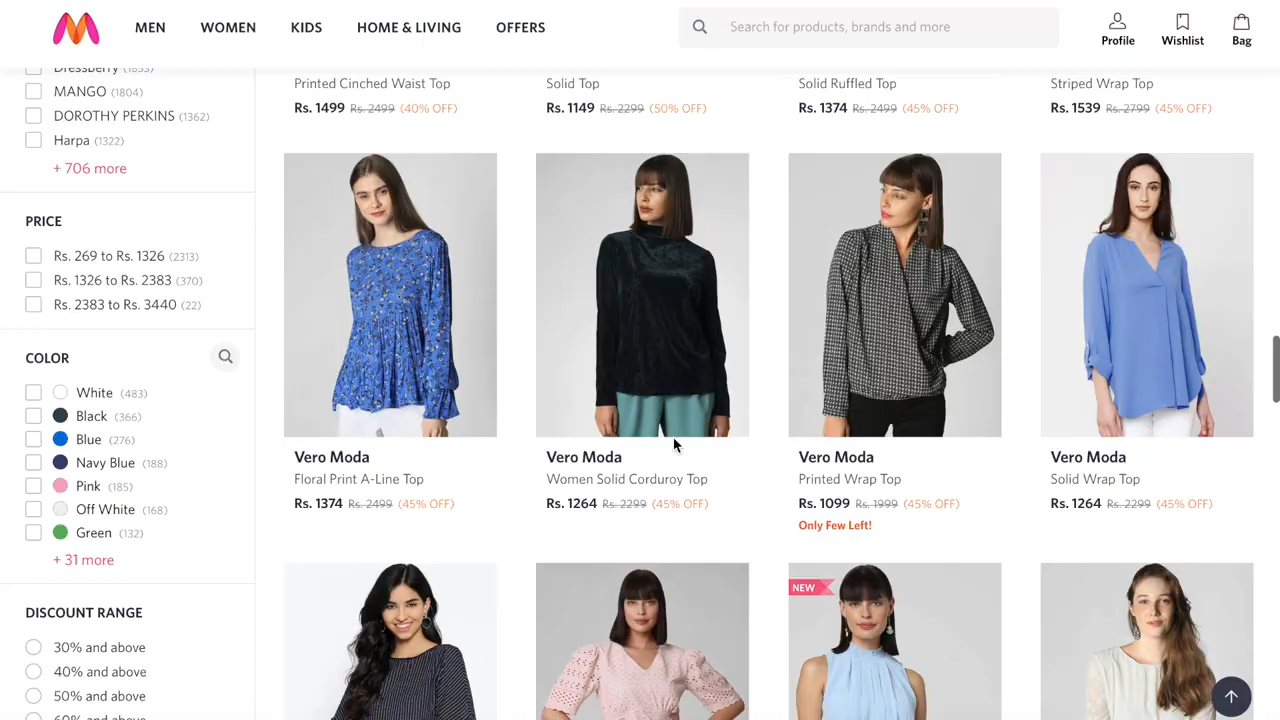 MEN WOMEN KIDS HOME & LIVING OFFERS
Search for products, brands and more
Profile Wishlist Bag
DressBerry (1833)
MANGO (1804)
DOROTHY PERKINS (1362)
Harpa (1322)
+ 706 more
PRICE
Rs. 269 to Rs. 1326 (2313)
Rs. 1326 to Rs. 2383 (370)
Rs. 2383 to Rs. 3440 (22)
COLOR
White (483)
Black (366)
Blue (276)
Navy Blue (188)
Pink (185)
Off White (168)
Green (132)
+ 31 more
DISCOUNT RANGE
30% and above
40% and above
50% and above
60% and above
Printed Cinched Waist Top
Rs. 1499 Rs. 2499 (40% OFF)
Solid Top
Rs. 1149 Rs. 2299 (50% OFF)
Solid Ruffled Top
Rs. 1374 Rs. 2499 (45% OFF)
Striped Wrap Top
Rs. 1539 Rs. 2799 (45% OFF)
Vero Moda
Floral Print A-Line Top
Rs. 1374 Rs. 2499 (45% OFF)
Vero Moda
Women Solid Corduroy Top
Rs. 1264 Rs. 2299 (45% OFF)
Vero Moda
Printed Wrap Top
Rs. 1099 Rs. 1999 (45% OFF)
Only Few Left!
Vero Moda
Solid Wrap Top
Rs. 1264 Rs. 2299 (45% OFF)
NEW